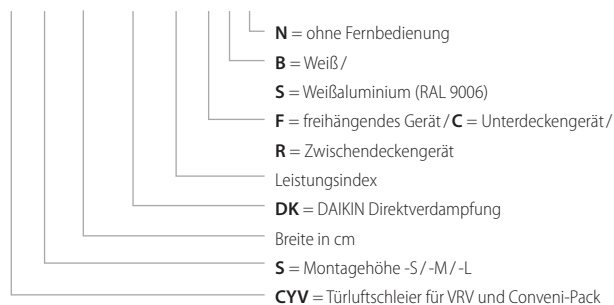 N = ohne Fernbedienung
B = Weiß /
S = Weißaluminium (RAL 9006)
F = freihängendes Gerät / C = Unterdeckengerät /
R = Zwischendeckengerät
Leistungsindex
DK = DAIKIN Direktverdampfung
Breite in cm
S = Montagehöhe -S / -M / -L
CYV = Türluftschleier für VRV und Conveni-Pack